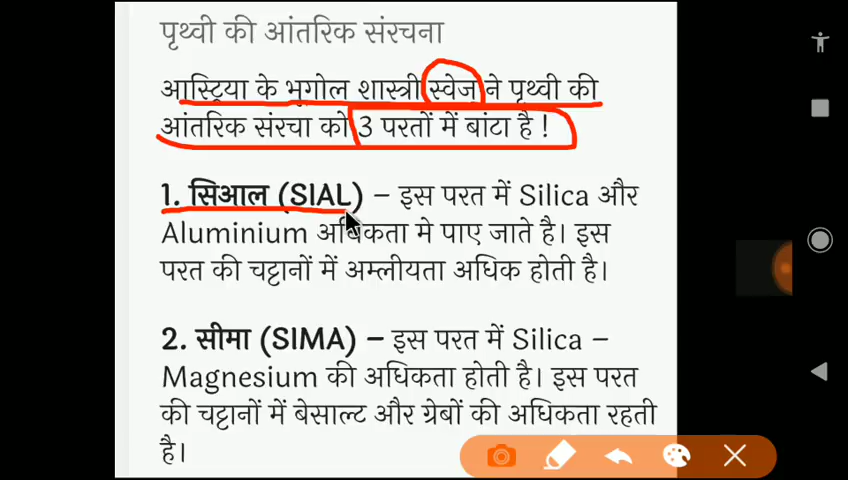 पृथ्वी की आंतरिक संरचना
आस्ट्रिया के भूगोल शास्त्री स्वेज ने पृथ्वी की
आंतरिक संरचा को 3 परतों में बांटा है !
1. सिआल (SIAL) – इस परत में Silica और
Aluminium अधिकता मे पाए जाते है। इस
परत की चट्टानों में अम्लीयता अधिक होती है।
2. सीमा (SIMA) – इस परत में Silica –
Magnesium की अधिकता होती है। इस परत
की चट्टानों में बेसाल्ट और ग्रेबों की अधिकता रहती
है।